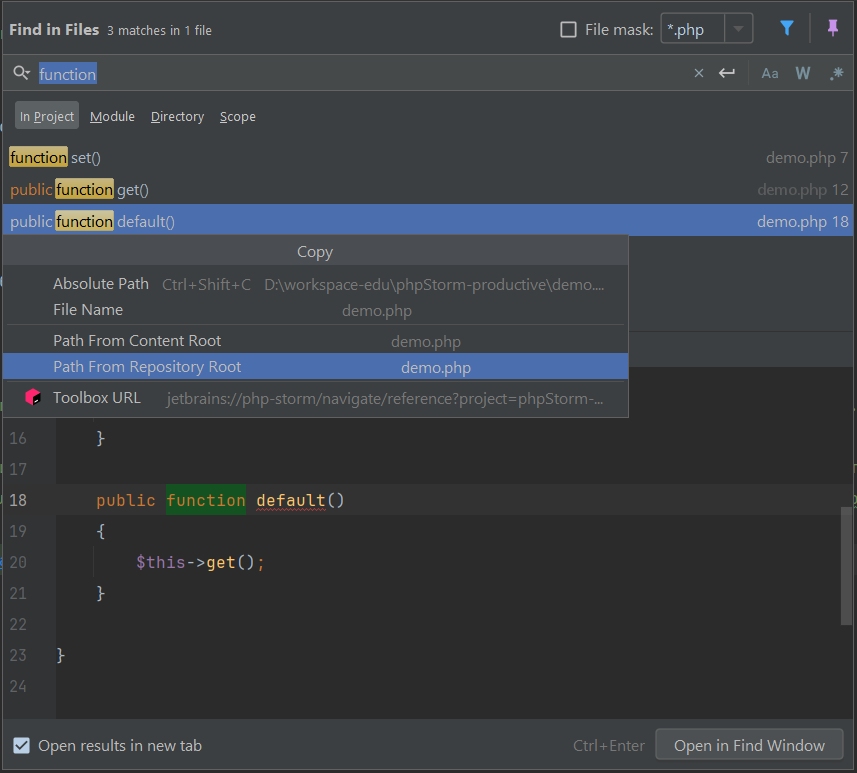 Find in Files 3 matches in 1 file File mask: *.php
function Aa W .*
In Project Module Directory Scope
function set() demo.php 7
public function get() demo.php 12
public function default() demo.php 18
Copy
Absolute Path Ctrl+Shift+C D:\workspace-edu\phpStorm-productive\demo....
File Name demo.php
Path From Content Root demo.php
Path From Repository Root demo.php
Toolbox URL jetbrains://php-storm/navigate/reference?project=phpStorm-...
16 }
17
18 public function default()
19 {
20 $this->get();
21 }
22
23 }
24
Open results in new tab Ctrl+Enter Open in Find Window